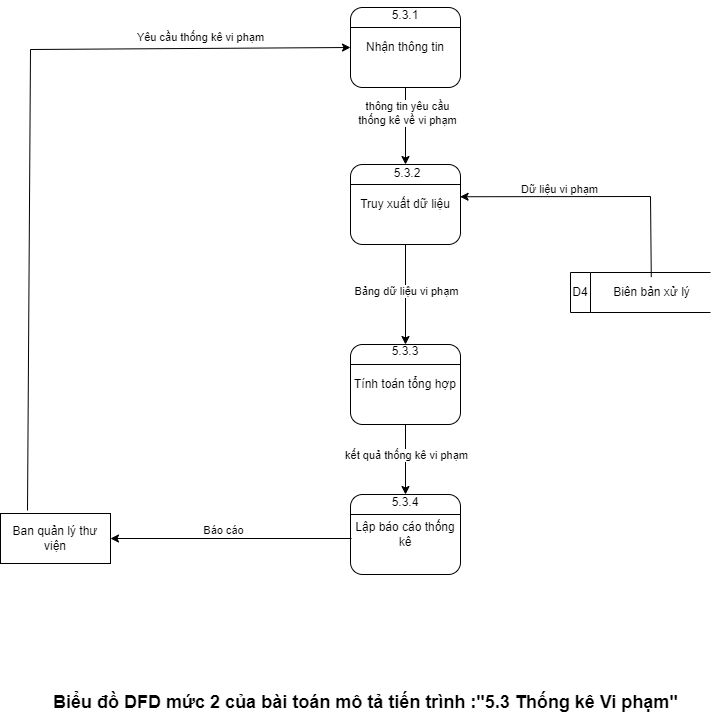 5.3.1
Yêu cầu thống kê vi phạm
Nhận thông tin
thông tin yêu cầu
thống kê về vi phạm
5.3.2
Dữ liệu vi phạm
Truy xuất dữ liệu
Bảng dữ liệu vi phạm
D4
Biên bản xử lý
5.3.3
Tính toán tổng hợp
kết quả thống kê vi phạm
5.3.4
Lập báo cáo thống
kê
Báo cáo
Ban quản lý thư
viện
Biểu đồ DFD mức 2 của bài toán mô tả tiến trình :"5.3 Thống kê Vi phạm"